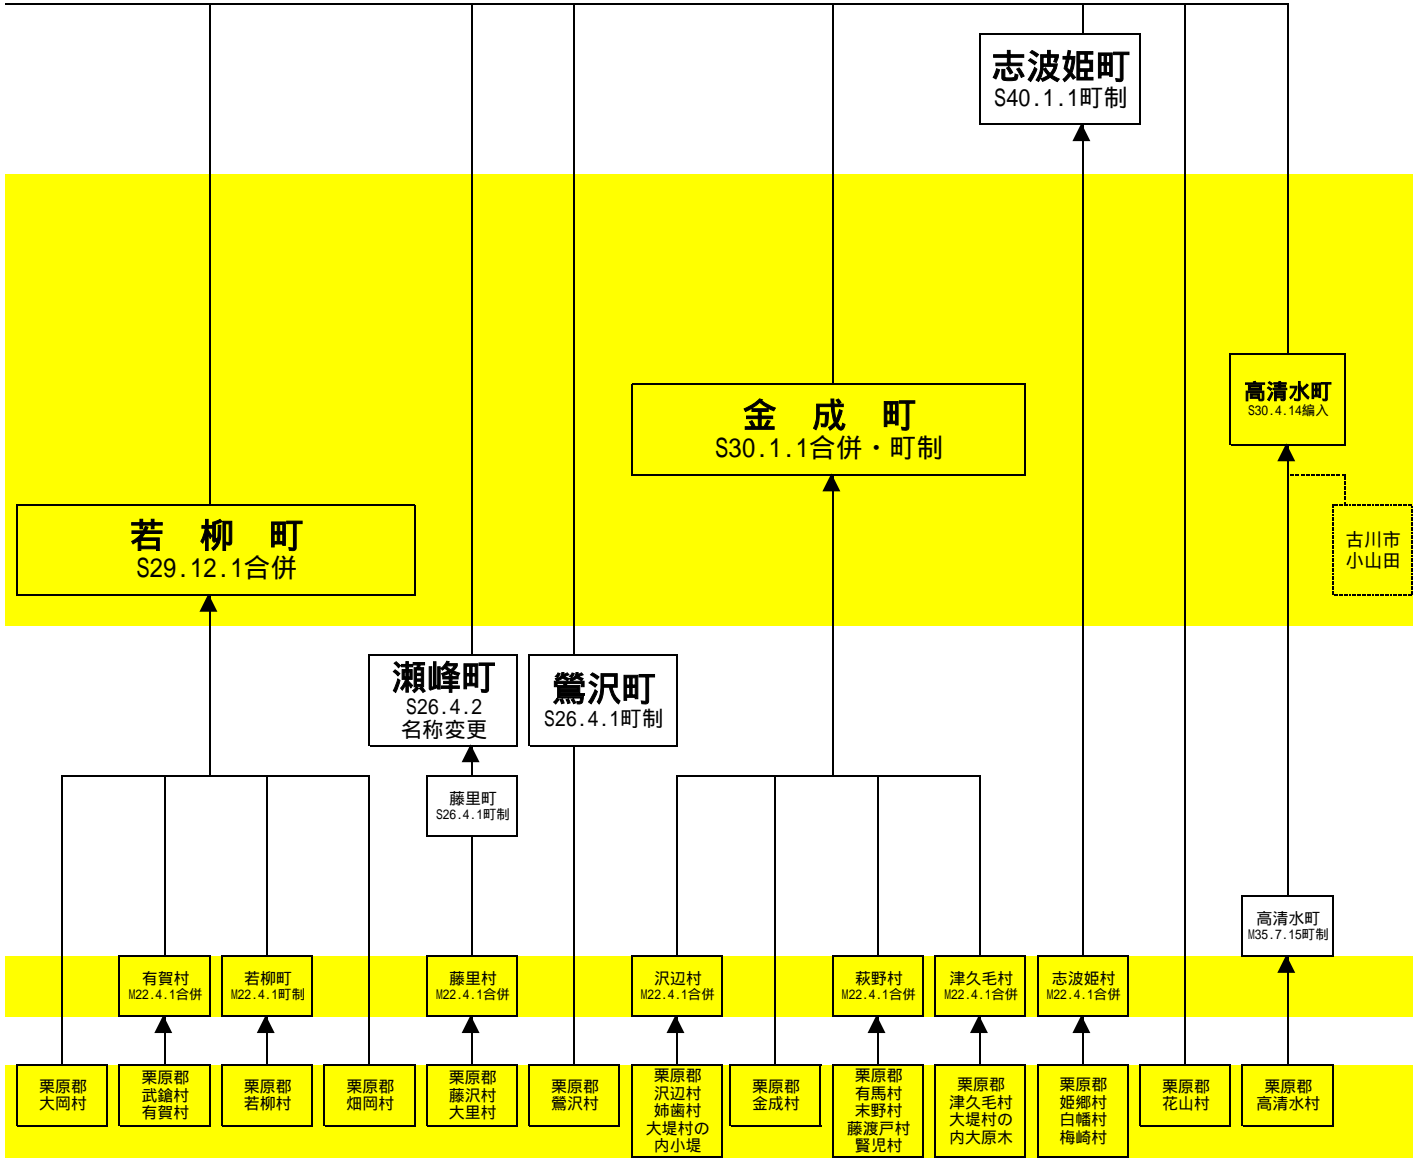 志波姫町
S40.1.1町制
高清水町
S30.4.14編入
金 成 町
S30.1.1合併・町制
若 柳 町
S29.12.1合併
古川市
小山田
瀬峰町
S26.4.2
名称変更
鶯沢町
S26.4.1町制
藤里町
S26.4.1町制
高清水町
M35.7.15町制
有賀村
M22.4.1合併
若柳町
M22.4.1町制
藤里村
M22.4.1合併
沢辺村
M22.4.1合併
萩野村
M22.4.1合併
津久毛村
M22.4.1合併
志波姫村
M22.4.1合併
栗原郡
大岡村
栗原郡
武鎗村
有賀村
栗原郡
若柳村
栗原郡
畑岡村
栗原郡
藤沢村
大里村
栗原郡
鶯沢村
栗原郡
沢辺村
姉歯村
大堤村の
内小堤
栗原郡
金成村
栗原郡
有馬村
末野村
藤渡戸村
賢児村
栗原郡
津久毛村
大堤村の
内大原木
栗原郡
姫郷村
白幡村
梅崎村
栗原郡
花山村
栗原郡
高清水村